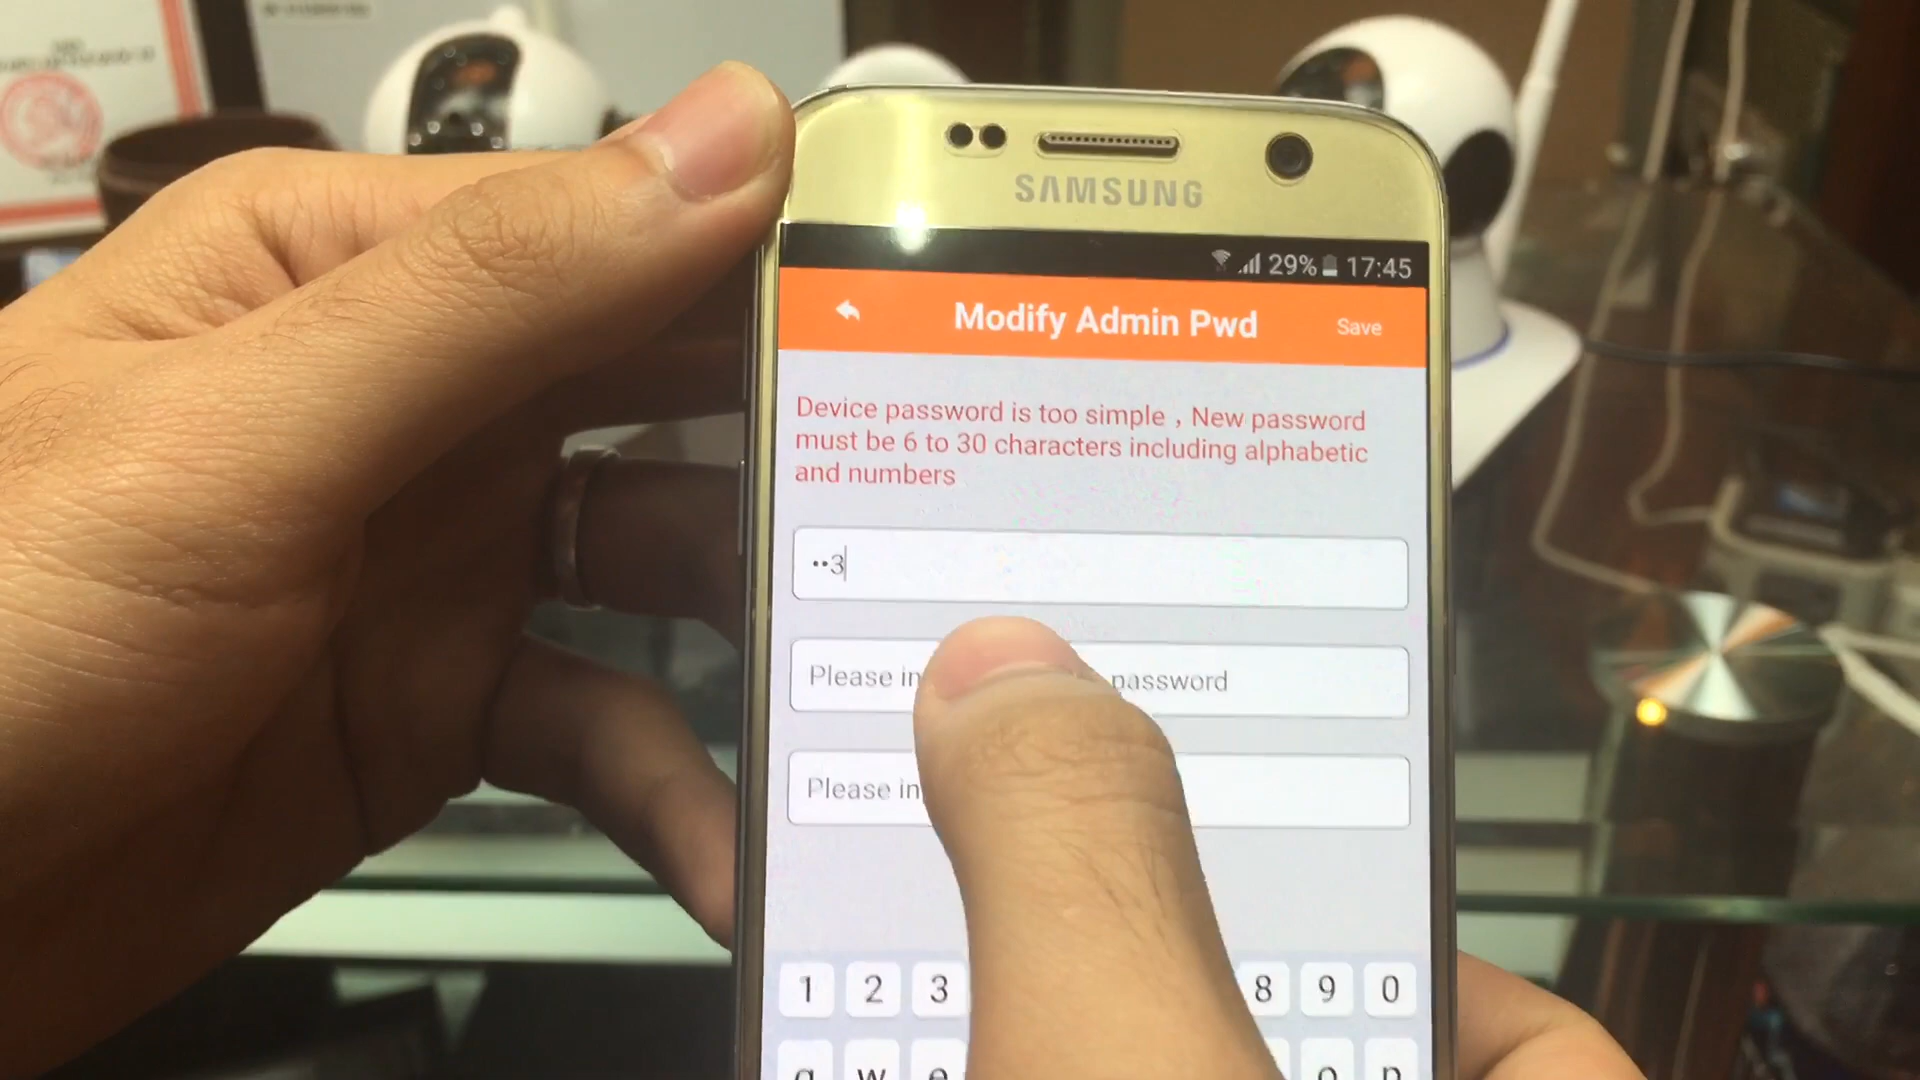 SAMSUNG
29% 17:45
Modify Admin Pwd
Save
Device password is too simple , New password
must be 6 to 30 characters including alphabetic
and numbers
••3
Please in password
Please in
1 2 3 8 9 0
q w e o p